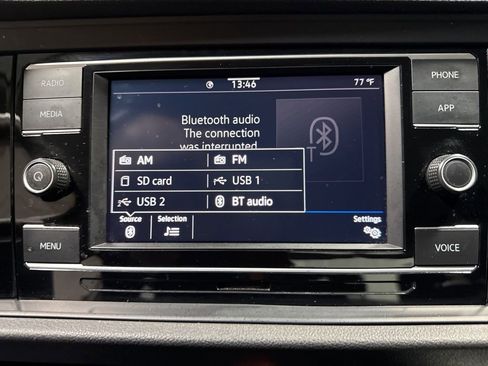 13:46 77 °F
RADIO
PHONE
MEDIA
APP
Bluetooth audio
The connection
was interrupted
AM FM
SD card USB 1
USB 2 BT audio
Source Selection Settings
MENU
VOICE